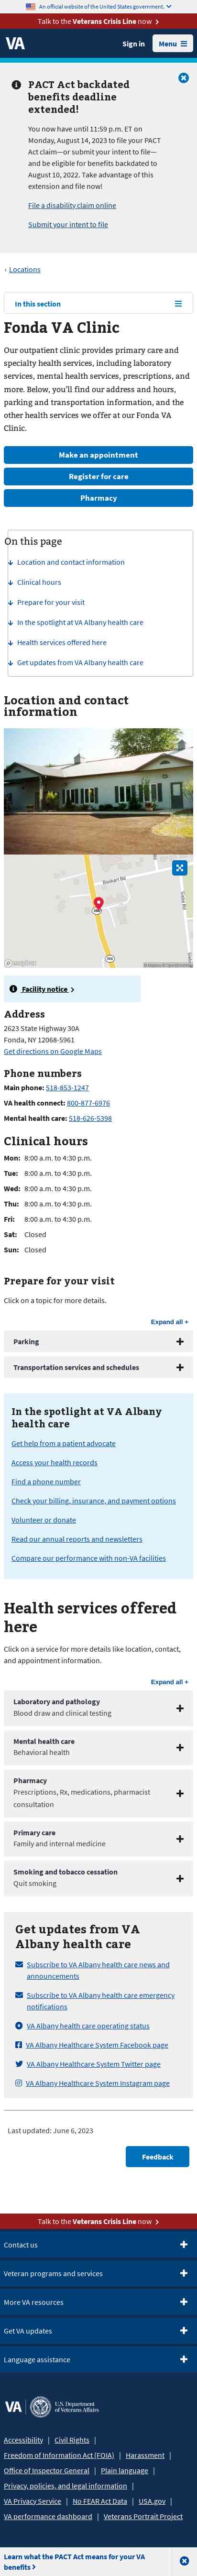 An official website of the United States government.
Talk to the Veterans Crisis Line now
VA
Sign in
Menu
PACT Act backdated
benefits deadline
extended!
You now have until 11:59 p.m. ET on
Monday, August 14, 2023 to file your PACT
Act claim—or submit your intent to file—
and be eligible for benefits backdated to
August 10, 2022. Take advantage of this
extension and file now!
File a disability claim online
Submit your intent to file
Locations
In this section
Fonda VA Clinic
Our outpatient clinic provides primary care and
specialty health services, including laboratory
services, mental health services, prescriptions, and
more. Below, you'll find our address and hours,
parking and transportation information, and the
other health services we offer at our Fonda VA
Clinic.
Make an appointment
Register for care
Pharmacy
On this page
Location and contact information
Clinical hours
Prepare for your visit
In the spotlight at VA Albany health care
Health services offered here
Get updates from VA Albany health care
Location and contact
information
mapbox
Facility notice
Address
2623 State Highway 30A
Fonda, NY 12068-5961
Get directions on Google Maps
Phone numbers
Main phone: 518-853-1247
VA health connect: 800-877-6976
Mental health care: 518-626-5398
Clinical hours
Mon: 8:00 a.m. to 4:30 p.m.
Tue: 8:00 a.m. to 4:30 p.m.
Wed: 8:00 a.m. to 4:30 p.m.
Thu: 8:00 a.m. to 4:30 p.m.
Fri: 8:00 a.m. to 4:30 p.m.
Sat: Closed
Sun: Closed
Prepare for your visit
Click on a topic for more details.
Expand all +
Parking
Transportation services and schedules
In the spotlight at VA Albany
health care
Get help from a patient advocate
Access your health records
Find a phone number
Check your billing, insurance, and payment options
Volunteer or donate
Read our annual reports and newsletters
Compare our performance with non-VA facilities
Health services offered
here
Click on a service for more details like location, contact,
and appointment information.
Expand all +
Laboratory and pathology
Blood draw and clinical testing
Mental health care
Behavioral health
Pharmacy
Prescriptions, Rx, medications, pharmacist
consultation
Primary care
Family and internal medicine
Smoking and tobacco cessation
Quit smoking
Get updates from VA
Albany health care
Subscribe to VA Albany health care news and
announcements
Subscribe to VA Albany health care emergency
notifications
VA Albany health care operating status
VA Albany Healthcare System Facebook page
VA Albany Healthcare System Twitter page
VA Albany Healthcare System Instagram page
Last updated: June 6, 2023
Feedback
Talk to the Veterans Crisis Line now
Contact us
Veteran programs and services
More VA resources
Get VA updates
Language assistance
VA
U.S. Department
of Veterans Affairs
Accessibility | Civil Rights |
Freedom of Information Act (FOIA) | Harassment |
Office of Inspector General | Plain language |
Privacy, policies, and legal information |
VA Privacy Service | No FEAR Act Data | USA.gov |
VA performance dashboard | Veterans Portrait Project
Learn what the PACT Act means for your VA
benefits